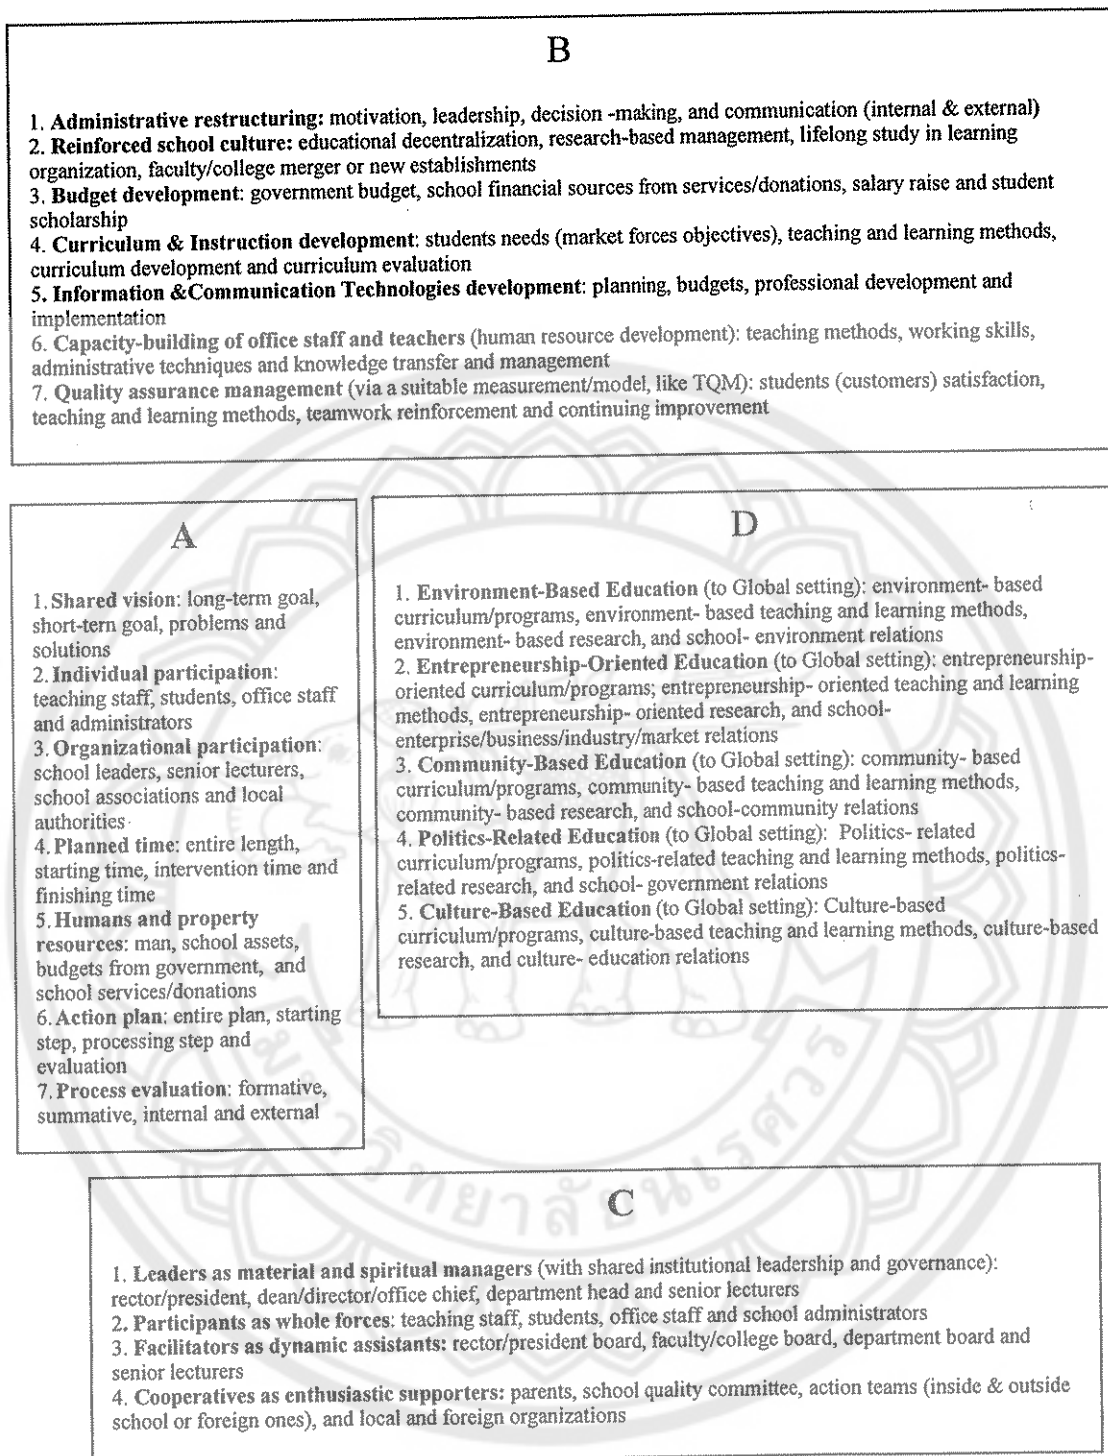 B
1. Administrative restructuring: motivation, leadership, decision -making, and communication (internal & external)
2. Reinforced school culture: educational decentralization, research-based management, lifelong study in learning
organization, faculty/college merger or new establishments
3. Budget development: government budget, school financial sources from services/donations, salary raise and student
scholarship
4. Curriculum & Instruction development: students needs (market forces objectives), teaching and learning methods,
curriculum development and curriculum evaluation
5. Information &Communication Technologies development: planning, budgets, professional development and
implementation
6. Capacity-building of office staff and teachers (human resource development): teaching methods, working skills,
administrative techniques and knowledge transfer and management
7. Quality assurance management (via a suitable measurement/model, like TQM): students (customers) satisfaction,
teaching and learning methods, teamwork reinforcement and continuing improvement
A
1. Shared vision: long-term goal,
short-tern goal, problems and
solutions
2. Individual participation:
teaching staff, students, office staff
and administrators
3. Organizational participation:
school leaders, senior lecturers,
school associations and local
authorities
4. Planned time: entire length,
starting time, intervention time and
finishing time
5. Humans and property
resources: man, school assets,
budgets from government, and
school services/donations
6. Action plan: entire plan, starting
step, processing step and
evaluation
7. Process evaluation: formative,
summative, internal and external
D
1. Environment-Based Education (to Global setting): environment- based
curriculum/programs, environment- based teaching and learning methods,
environment- based research, and school- environment relations
2. Entrepreneurship-Oriented Education (to Global setting): entrepreneurship-
oriented curriculum/programs; entrepreneurship- oriented teaching and learning
methods, entrepreneurship- oriented research, and school-
enterprise/business/industry/market relations
3. Community-Based Education (to Global setting): community- based
curriculum/programs, community- based teaching and learning methods,
community- based research, and school-community relations
4. Politics-Related Education (to Global setting): Politics- related
curriculum/programs, politics-related teaching and learning methods, politics-
related research, and school- government relations
5. Culture-Based Education (to Global setting): Culture-based
curriculum/programs, culture-based teaching and learning methods, culture-based
research, and culture- education relations
C
1. Leaders as material and spiritual managers (with shared institutional leadership and governance):
rector/president, dean/director/office chief, department head and senior lecturers
2. Participants as whole forces: teaching staff, students, office staff and school administrators
3. Facilitators as dynamic assistants: rector/president board, faculty/college board, department board and
senior lecturers
4. Cooperatives as enthusiastic supporters: parents, school quality committee, action teams (inside & outside
school or foreign ones), and local and foreign organizations
มหาวิทยาลัยนเรศวร